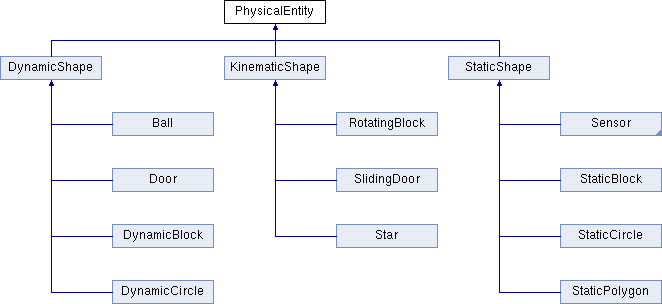 PhysicalEntity
DynamicShape
KinematicShape
StaticShape
Ball
RotatingBlock
Sensor
Door
SlidingDoor
StaticBlock
DynamicBlock
Star
StaticCircle
DynamicCircle
StaticPolygon